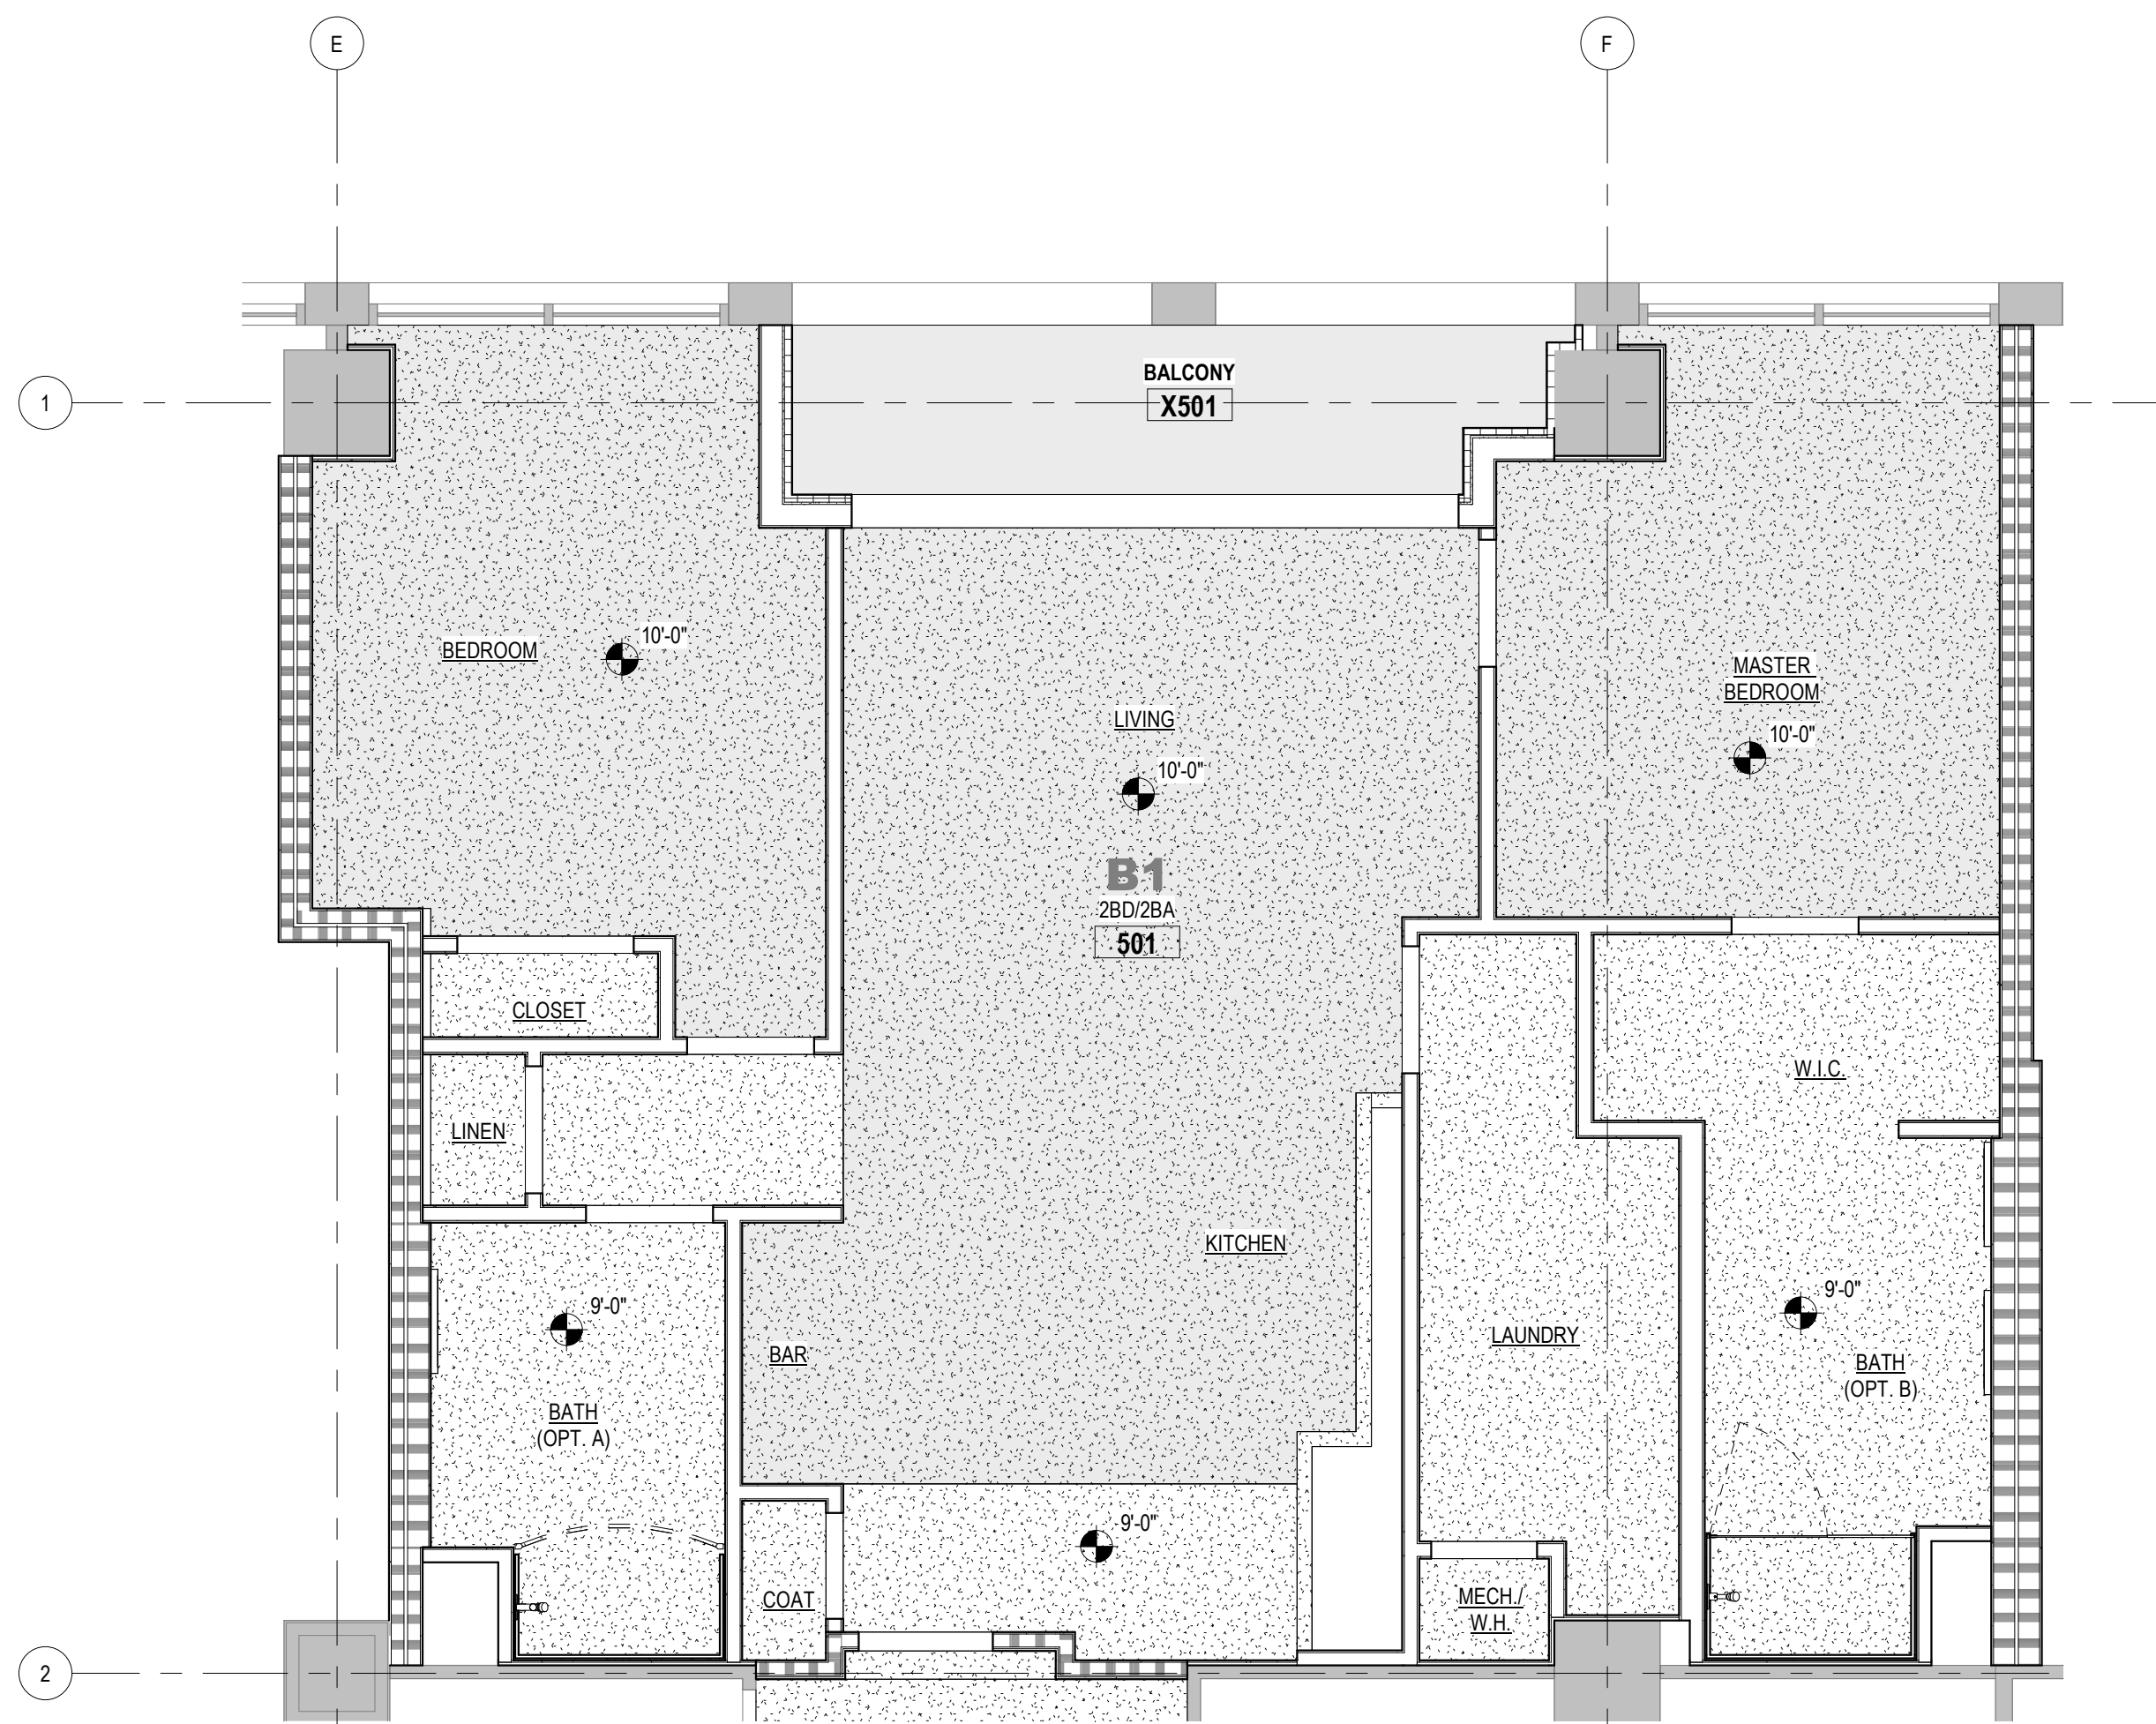 E
F
1
BALCONY
X501
BEDROOM
10'-0"
MASTER
BEDROOM
10'-0"
LIVING
10'-0"
B1
2BD/2BA
501
CLOSET
W.I.C.
LINEN
KITCHEN
9'-0"
9'-0"
LAUNDRY
BAR
BATH
(OPT. B)
BATH
(OPT. A)
9'-0"
COAT
MECH./
W.H.
2